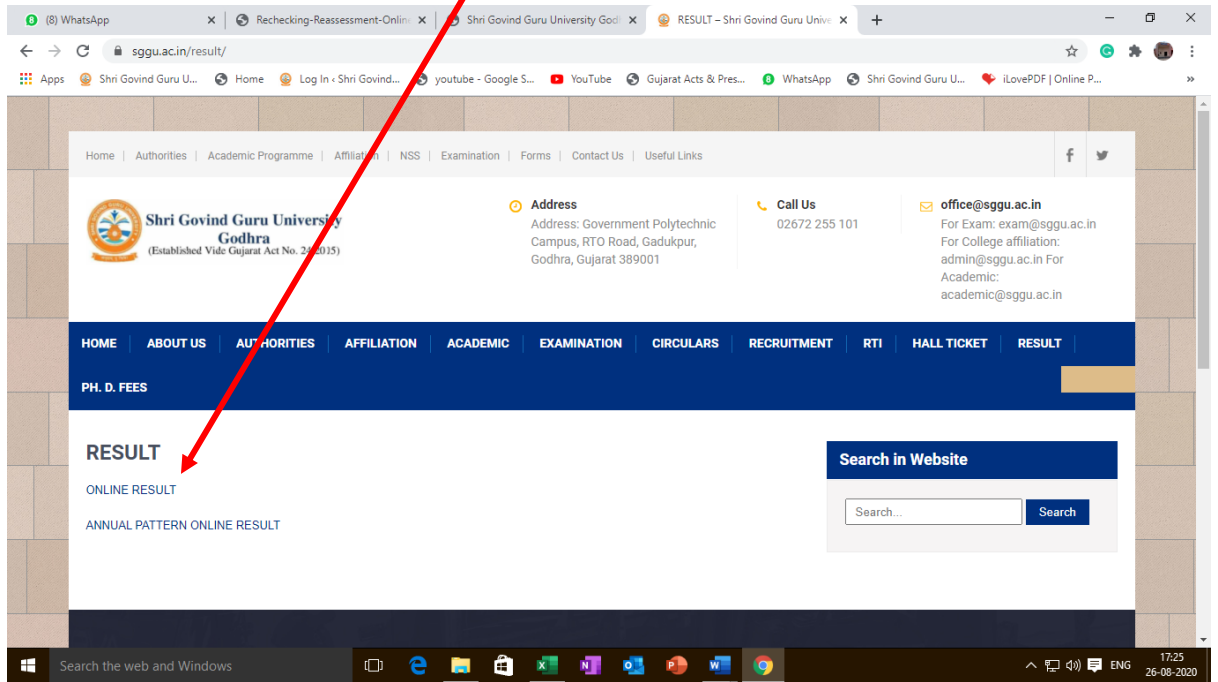 (8) WhatsApp
Rechecking-Reassessment-Onlin
Shri Govind Guru University God
RESULT – Shri Govind Guru Unive
sggu.ac.in/result/
Apps
Shri Govind Guru U...
Home
Log In ‹ Shri Govind...
youtube - Google S...
YouTube
Gujarat Acts & Pres...
WhatsApp
Shri Govind Guru U...
iLovePDF | Online P...
»
Home | Authorities | Academic Programme | Affiliation | NSS | Examination | Forms | Contact Us | Useful Links
Shri Govind Guru University
Godhra
(Established Vide Gujarat Act No. 24/2015)
Address
Address: Government Polytechnic
Campus, RTO Road, Gadukpur,
Godhra, Gujarat 389001
Call Us
02672 255 101
office@sggu.ac.in
For Exam: exam@sggu.ac.in
For College affiliation:
admin@sggu.ac.in For
Academic:
academic@sggu.ac.in
HOME ABOUT US AUTHORITIES AFFILIATION ACADEMIC EXAMINATION CIRCULARS RECRUITMENT RTI HALL TICKET RESULT
PH. D. FEES
RESULT
ONLINE RESULT
ANNUAL PATTERN ONLINE RESULT
Search in Website
Search...
Search
Search the web and Windows
ENG
17:25
26-08-2020